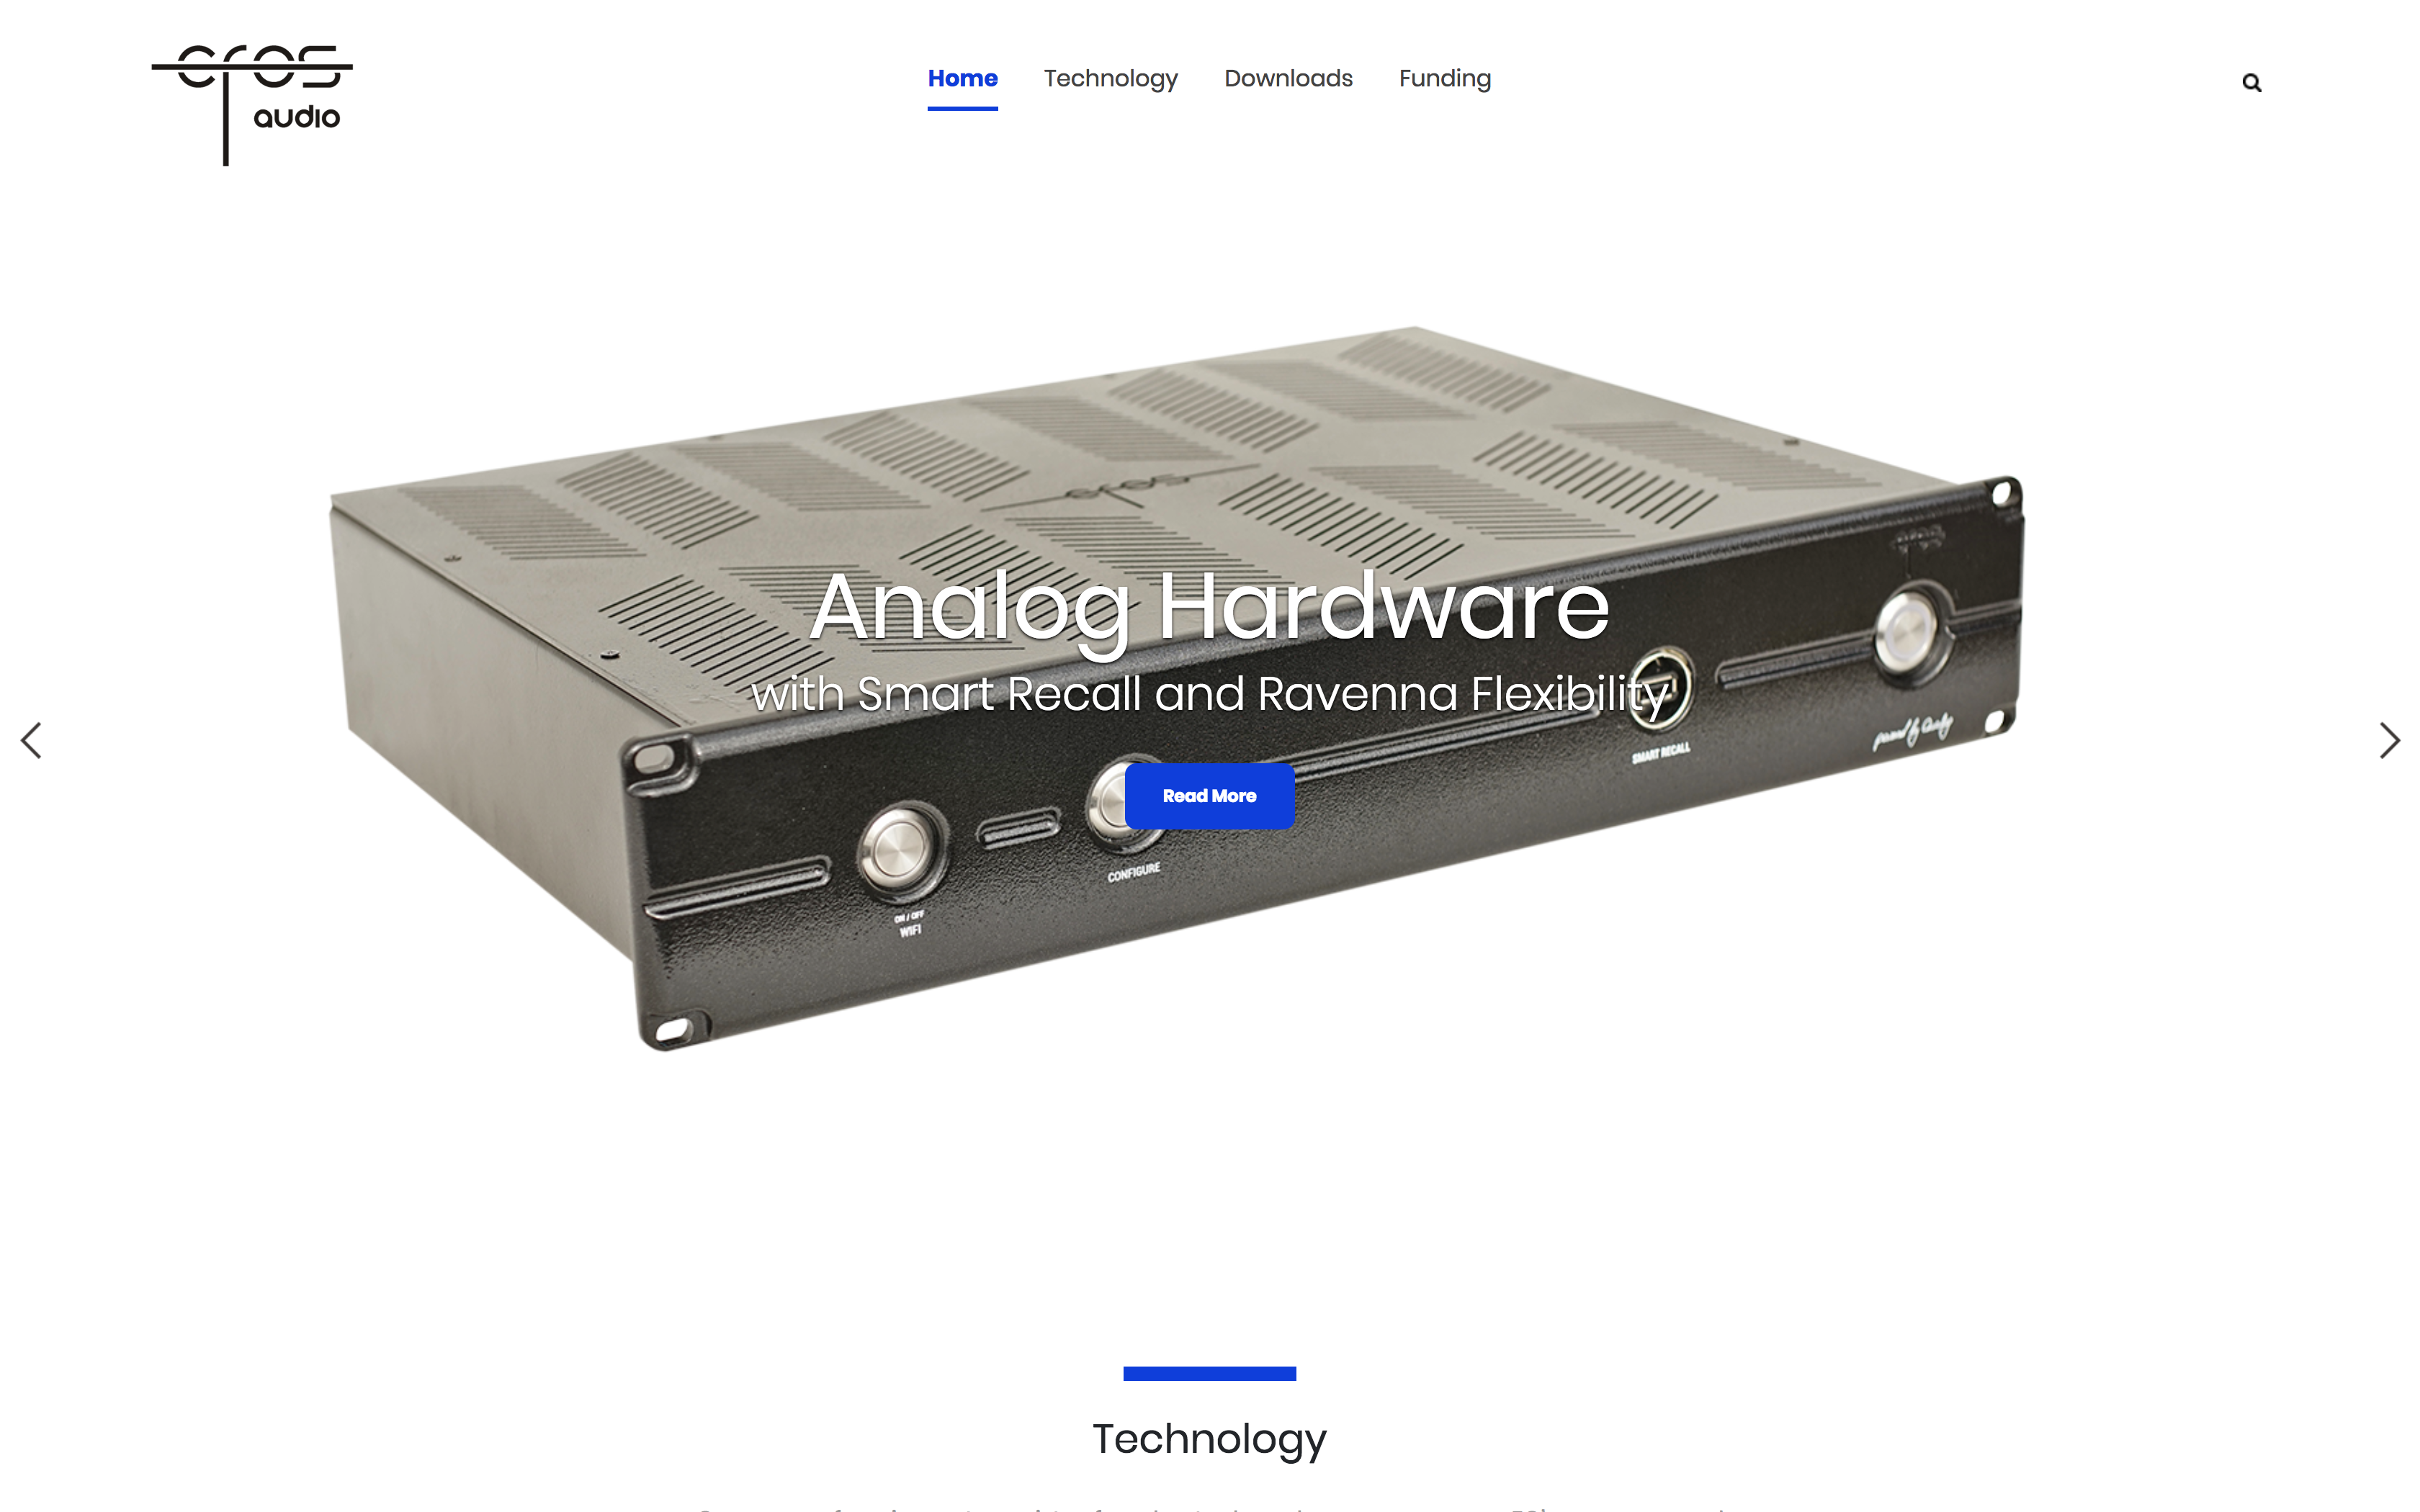 eros
audio
Home
Technology
Downloads
Funding
eros
Analog Hardware
with Smart Recall and Ravenna Flexibility
SMART RECALL
Read More
CONFIGURE
ON / OFF
WIFI
Technology